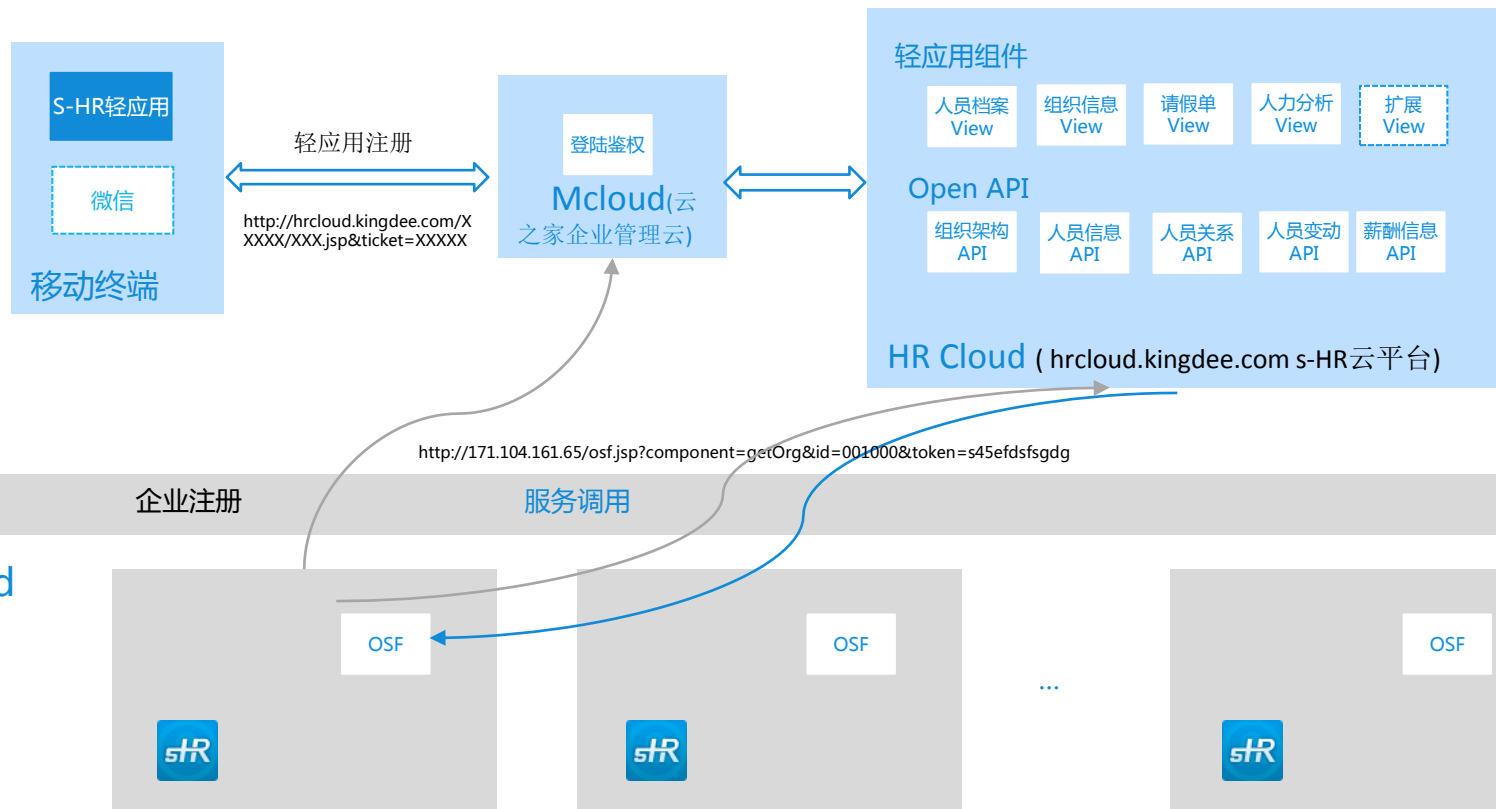 S-HR轻应用
微信
移动终端
轻应用注册
http://hrcloud.kingdee.com/X
XXXX/XXX.jsp&ticket=XXXXX
登陆鉴权
Mcloud(云
之家企业管理云)
轻应用组件
人员档案
View
组织信息
View
请假单
View
人力分析
View
扩展
View
Open API
组织架构
API
人员信息
API
人员关系
API
人员变动
API
薪酬信息
API
HR Cloud ( hrcloud.kingdee.com s-HR云平台)
http://171.104.161.65/osf.jsp?component=getOrg&id=001000&token=s45efdsfsgdg
企业注册
服务调用
d
OSF
sHR
OSF
sHR
...
OSF
sHR